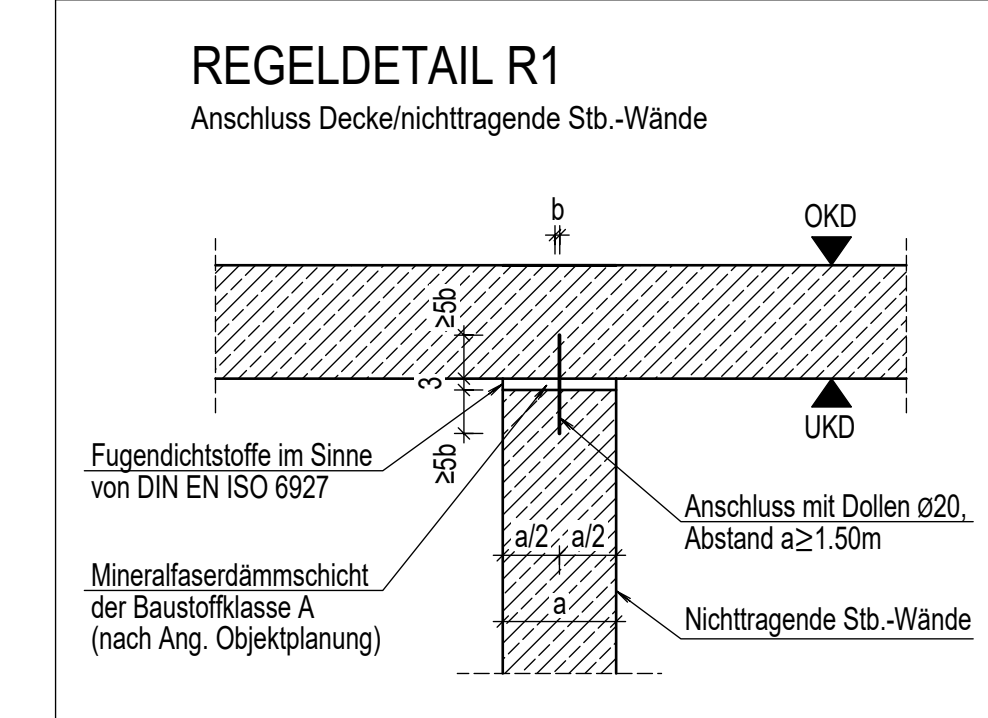 REGELDETAIL R1
Anschluss Decke/nichttragende Stb.-Wände
b
OKD
≥5b
3
≥5b
UKD
Fugendichtstoffe im Sinne
von DIN EN ISO 6927
Anschluss mit Dollen Ø20,
Abstand a≥1.50m
a/2
a/2
a
Mineralfaserdämmschicht
der Baustoffklasse A
(nach Ang. Objektplanung)
Nichttragende Stb.-Wände